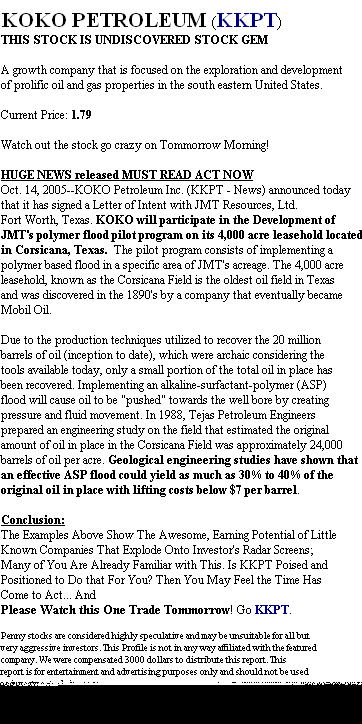 KOKO PETROLEUM (KKPT)
THIS STOCK IS UNDISCOVERED STOCK GEM
A growth company that is focused on the exploration and development
of prolific oil and gas properties in the south eastern United States.
Current Price: 1.79
Watch out the stock go crazy on Tommorrow Morning!
HUGE NEWS released MUST READ ACT NOW
Oct. 14, 2005--KOKO Petroleum Inc. (KKPT - News) announced today
that it has signed a Letter of Intent with JMT Resources, Ltd.
Fort Worth, Texas. KOKO will participate in the Development of
JMT's polymer flood pilot program on its 4,000 acre leasehold located
in Corsicana, Texas. The pilot program consists of implementing a
polymer based flood in a specific area of JMT's acreage. The 4,000 acre
leasehold, known as the Corsicana Field is the oldest oil field in Texas
and was discovered in the 1890's by a company that eventually became
Mobil Oil.
Due to the production techniques utilized to recover the 20 million
barrels of oil (inception to date), which were archaic considering the
tools available today, only a small portion of the total oil in place has
been recovered. Implementing an alkaline-surfactant-polymer (ASP)
flood will cause oil to be "pushed" towards the well bore by creating
pressure and fluid movement. In 1988, Tejas Petroleum Engineers
prepared an engineering study on the field that estimated the original
amount of oil in place in the Corsicana Field was approximately 24,000
barrels of oil per acre. Geological engineering studies have shown that
an effective ASP flood could yield as much as 30% to 40% of the
original oil in place with lifting costs below $7 per barrel.
Conclusion:
The Examples Above Show The Awesome, Earning Potential of Little
Known Companies That Explode Onto Investor's Radar Screens;
Many of You Are Already Familiar with This. Is KKPT Poised and
Positioned to Do that For You? Then You May Feel the Time Has
Come to Act... And
Please Watch this One Trade Tommorrow! Go KKPT.
Penny stocks are considered highly speculative and may be unsuitable for all but
very aggressive investors. This Profile is not in any way affiliated with the featured
company. We were compensated 3000 dollars to distribute this report. This
report is for entertainment and advertising purposes only and should not be used